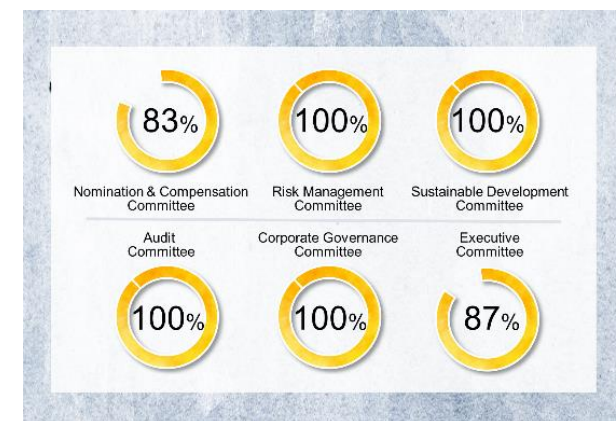 83%
100%
100%
Nomination & Compensation
Committee
Risk Management
Committee
Sustainable Development
Committee
Audit
Committee
Corporate Governance
Committee
Executive
Committee
100%
100%
87%